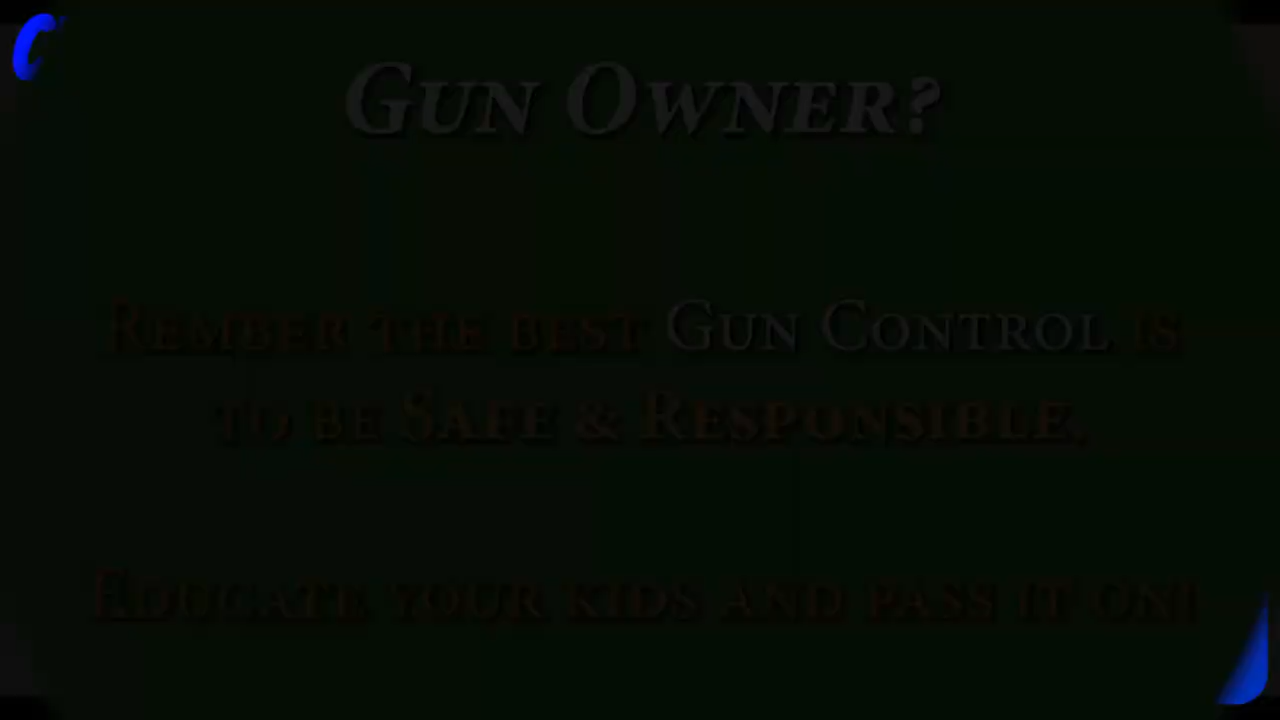 Gun Owner?
Rember the best Gun Control is
to be Safe & Responsible.
Educate your kids and pass it on!